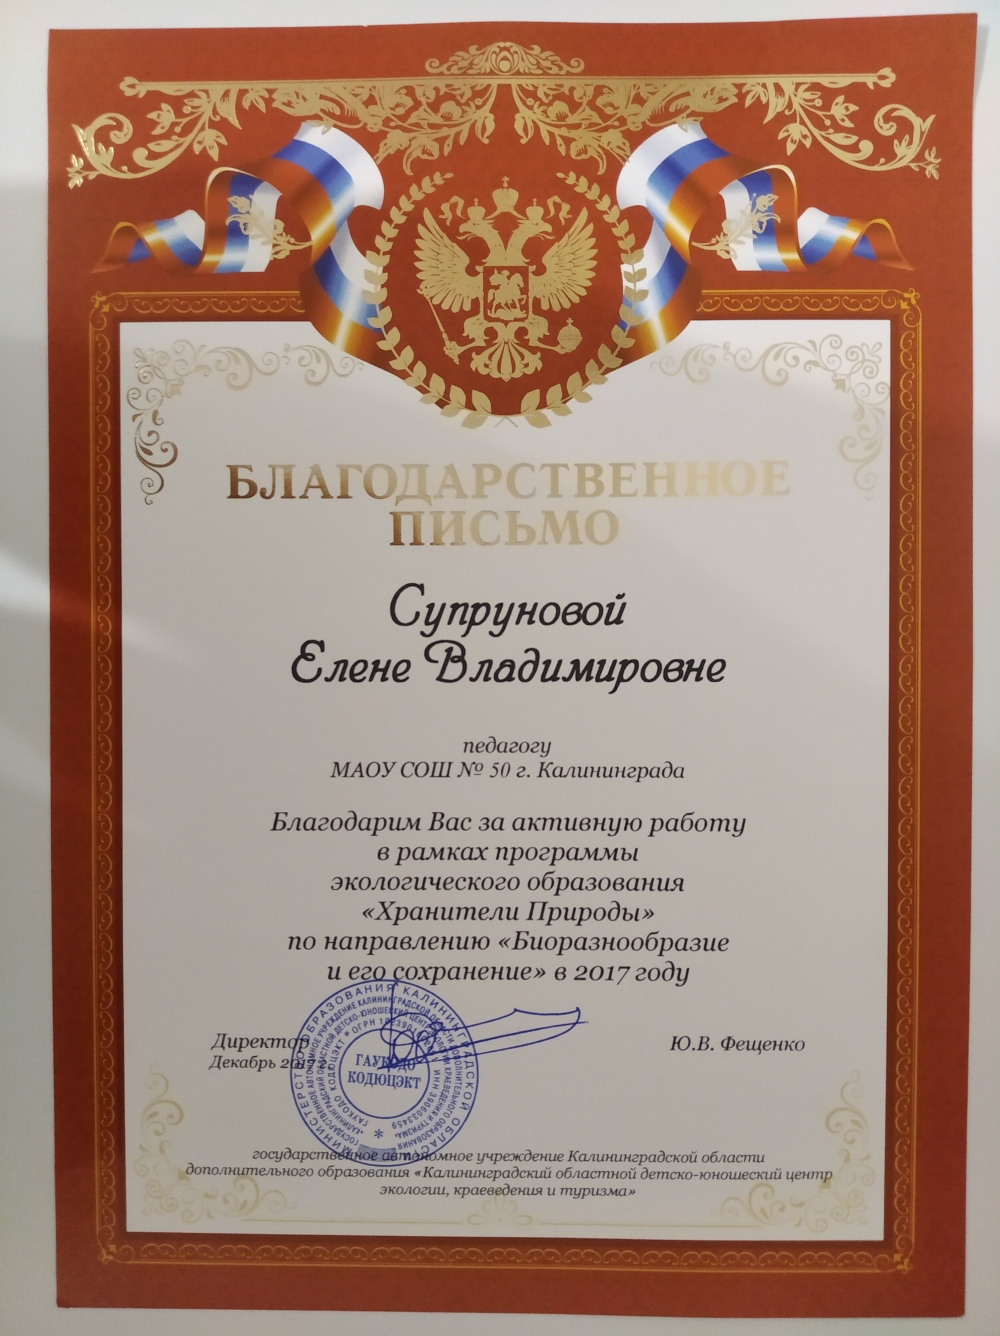 БЛАГОДАРСТВЕННОЕ
ПИСЬМО
Супруновой
Елене Владимировне
педагогу
МАОУ СОШ № 50 г. Калининграда
Благодарим Вас за активную работу
в рамках программы
экологического образования
«Хранители Природы»
по направлению «Биоразнообразие
и его сохранение» в 2017 году
Директор
Ю.В. Фещенко
Декабрь
ГАУКОДО
КОДЮЦЭКТ
государственное автономное учреждение Калининградской области
дополнительного образования «Калининградский областной детско-юношеский центр
экологии, краеведения и туризма»